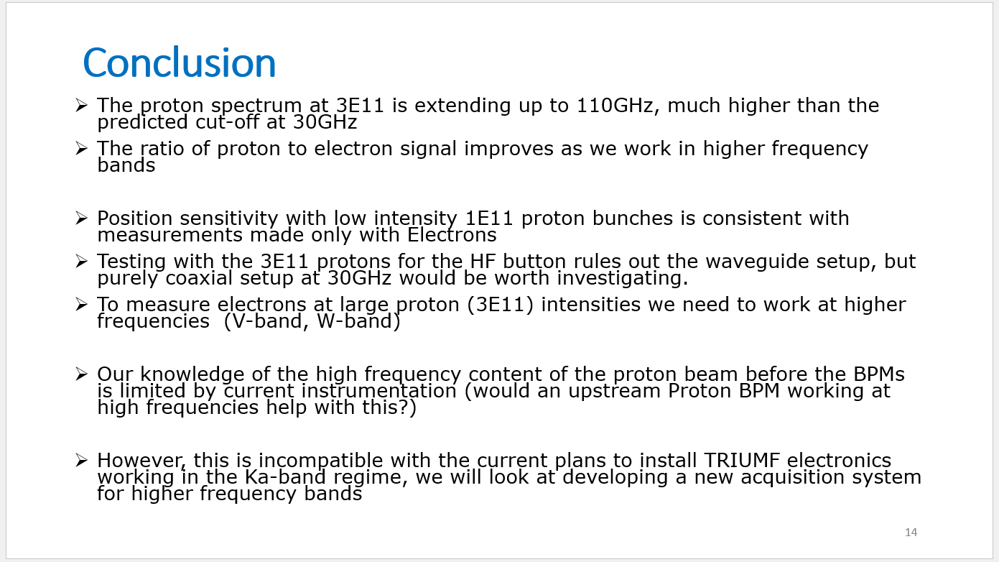 Conclusion
➢ The proton spectrum at 3E11 is extending up to 110GHz, much higher than the
predicted cut-off at 30GHz
➢ The ratio of proton to electron signal improves as we work in higher frequency
bands
➢ Position sensitivity with low intensity 1E11 proton bunches is consistent with
measurements made only with Electrons
➢ Testing with the 3E11 protons for the HF button rules out the waveguide setup, but
purely coaxial setup at 30GHz would be worth investigating.
➢ To measure electrons at large proton (3E11) intensities we need to work at higher
frequencies  (V-band, W-band)
➢ Our knowledge of the high frequency content of the proton beam before the BPMs
is limited by current instrumentation (would an upstream Proton BPM working at
high frequencies help with this?)
➢ However, this is incompatible with the current plans to install TRIUMF electronics
working in the Ka-band regime, we will look at developing a new acquisition system
for higher frequency bands
14